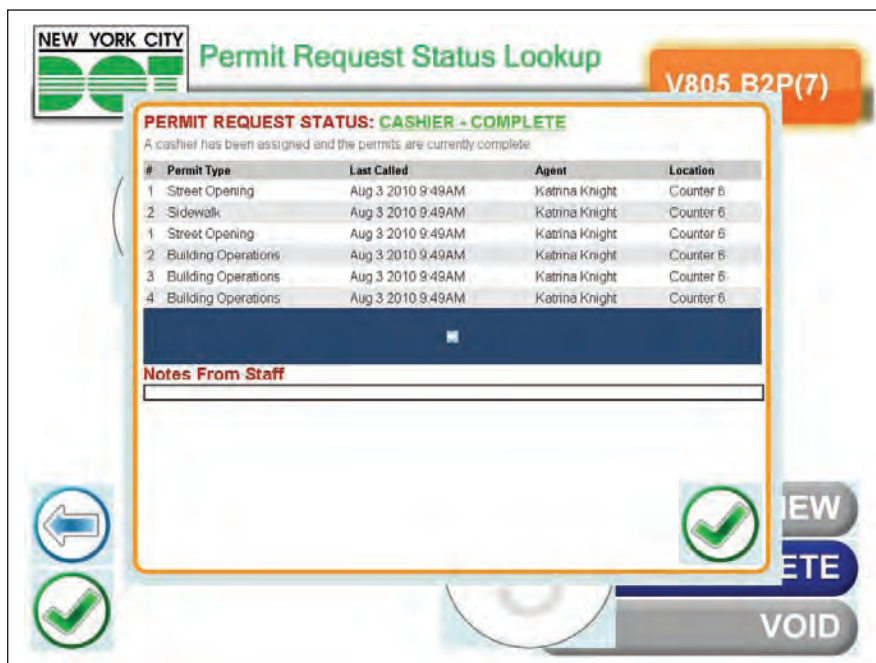 NEW YORK CITY
DOT
Permit Request Status Lookup
V805 B2P(7)
PERMIT REQUEST STATUS: CASHIER - COMPLETE
A cashier has been assigned and the permits are currently complete
# Permit Type Last Called Agent Location
1 Street Opening Aug 3 2010 9:49AM Katrina Knight Counter 6
2 Sidewalk Aug 3 2010 9:49AM Katrina Knight Counter 6
1 Street Opening Aug 3 2010 9:49AM Katrina Knight Counter 6
2 Building Operations Aug 3 2010 9:49AM Katrina Knight Counter 6
3 Building Operations Aug 3 2010 9:49AM Katrina Knight Counter 6
4 Building Operations Aug 3 2010 9:49AM Katrina Knight Counter 6
Notes From Staff
EW
ETE
VOID